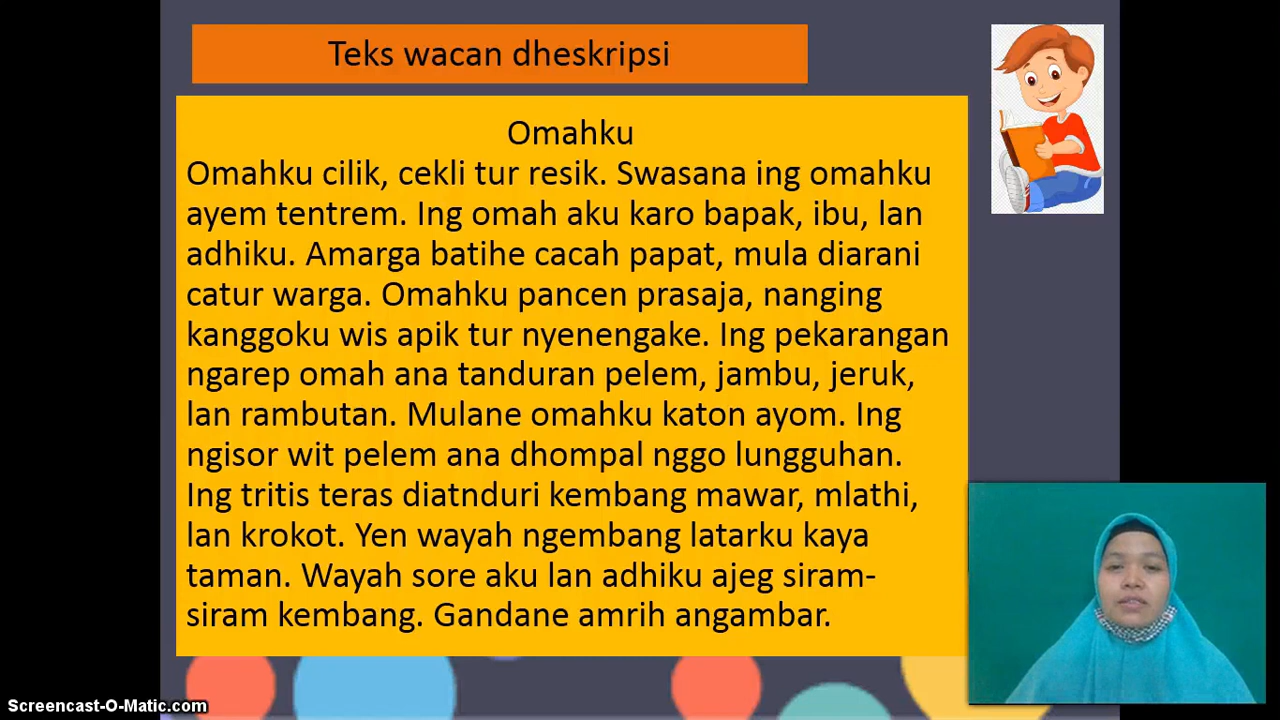 Teks wacan dheskripsi
Omahku
Omahku cilik, cekli tur resik. Swasana ing omahku
ayem tentrem. Ing omah aku karo bapak, ibu, lan
adhiku. Amarga batihe cacah papat, mula diarani
catur warga. Omahku pancen prasaja, nanging
kanggoku wis apik tur nyenengake. Ing pekarangan
ngarep omah ana tanduran pelem, jambu, jeruk,
lan rambutan. Mulane omahku katon ayom. Ing
ngisor wit pelem ana dhompal nggo lungguhan.
Ing tritis teras diatnduri kembang mawar, mlathi,
lan krokot. Yen wayah ngembang latarku kaya
taman. Wayah sore aku lan adhiku ajeg siram-
siram kembang. Gandane amrih angambar.
Screencast-O-Matic.com